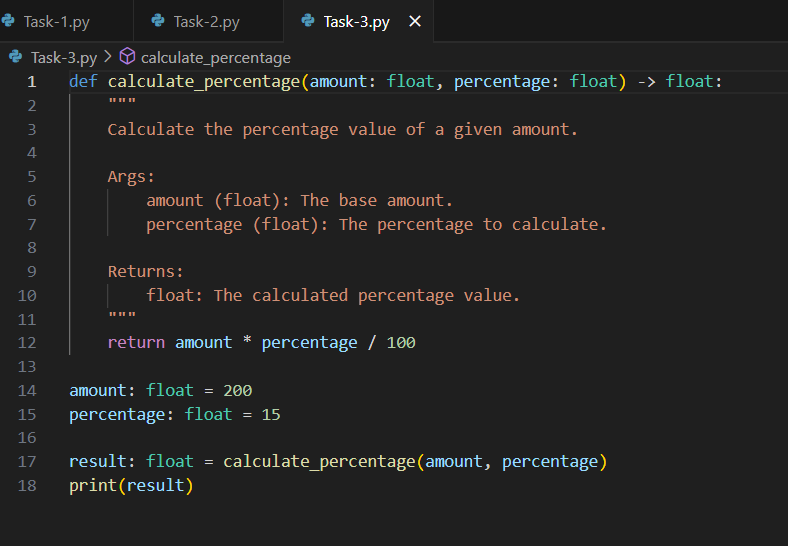 Task-1.py Task-2.py Task-3.py
Task-3.py calculate_percentage
1 def calculate_percentage(amount: float, percentage: float) -> float:
2     """
3     Calculate the percentage value of a given amount.
4
5     Args:
6         amount (float): The base amount.
7         percentage (float): The percentage to calculate.
8
9     Returns:
10         float: The calculated percentage value.
11     """
12     return amount * percentage / 100
13
14 amount: float = 200
15 percentage: float = 15
16
17 result: float = calculate_percentage(amount, percentage)
18 print(result)